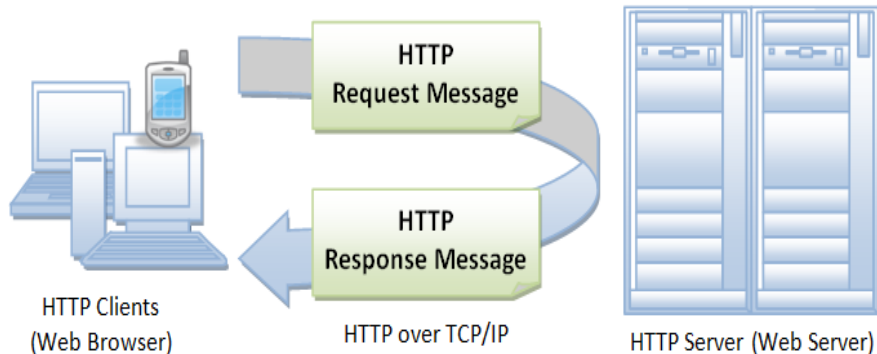 HTTP
Request Message
HTTP
Response Message
HTTP Clients
(Web Browser)
HTTP over TCP/IP
HTTP Server (Web Server)